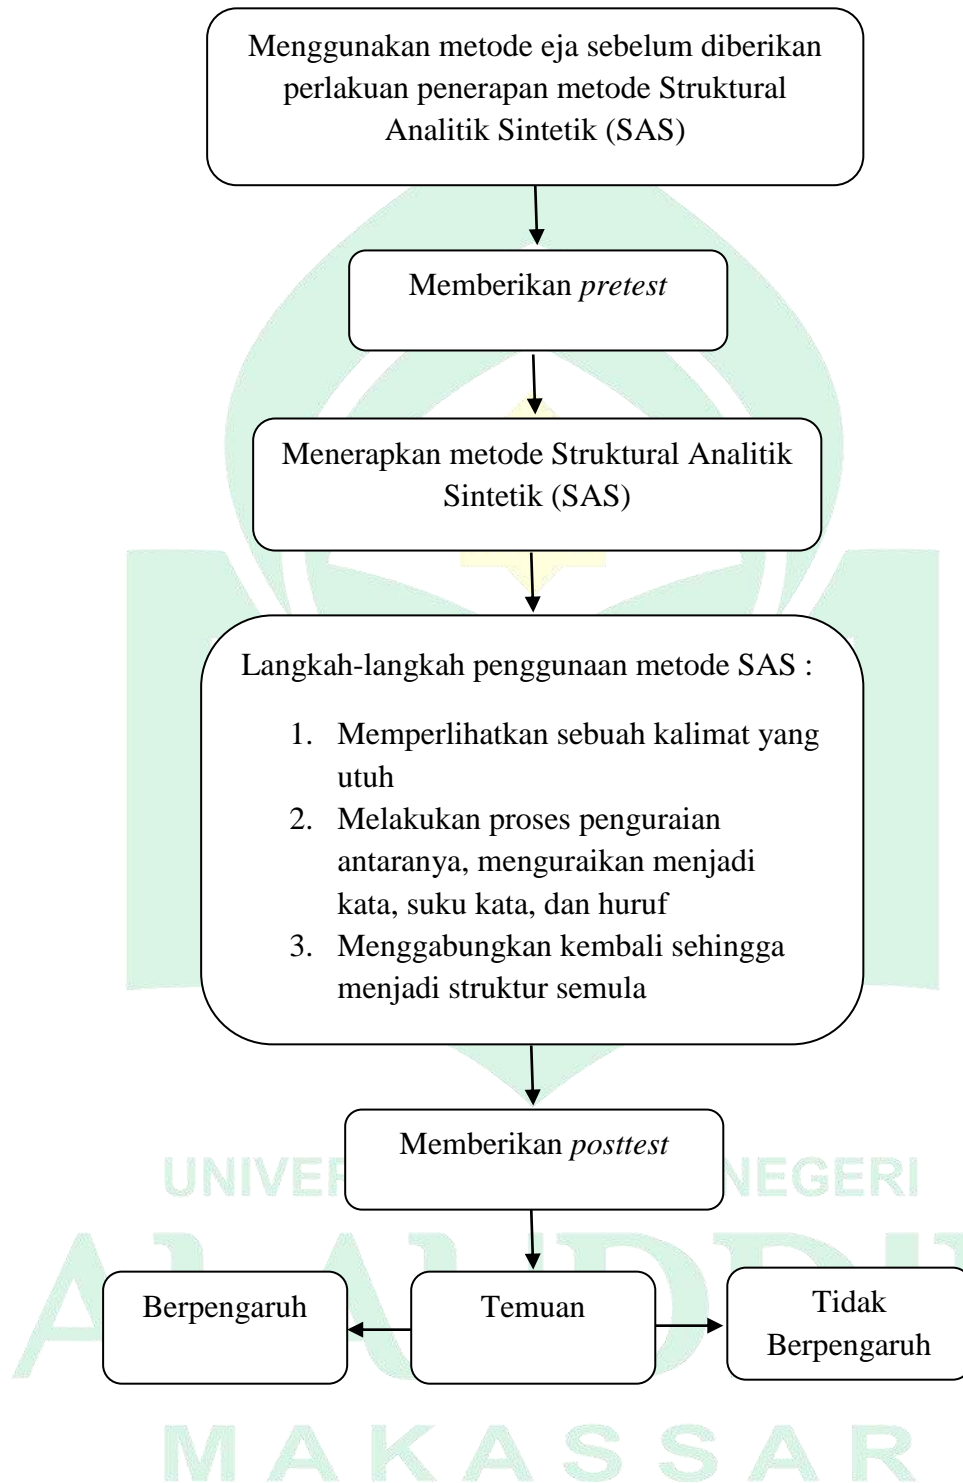 Menggunakan metode eja sebelum diberikan
perlakuan penerapan metode Struktural
Analitik Sintetik (SAS)
Memberikan pretest
Menerapkan metode Struktural Analitik
Sintetik (SAS)
Langkah-langkah penggunaan metode SAS :
1. Memperlihatkan sebuah kalimat yang
utuh
2. Melakukan proses penguraian
antaranya, menguraikan menjadi
kata, suku kata, dan huruf
3. Menggabungkan kembali sehingga
menjadi struktur semula
Memberikan posttest
NEGERI
Berpengaruh
Temuan
Tidak
Berpengaruh
MAKASSAR